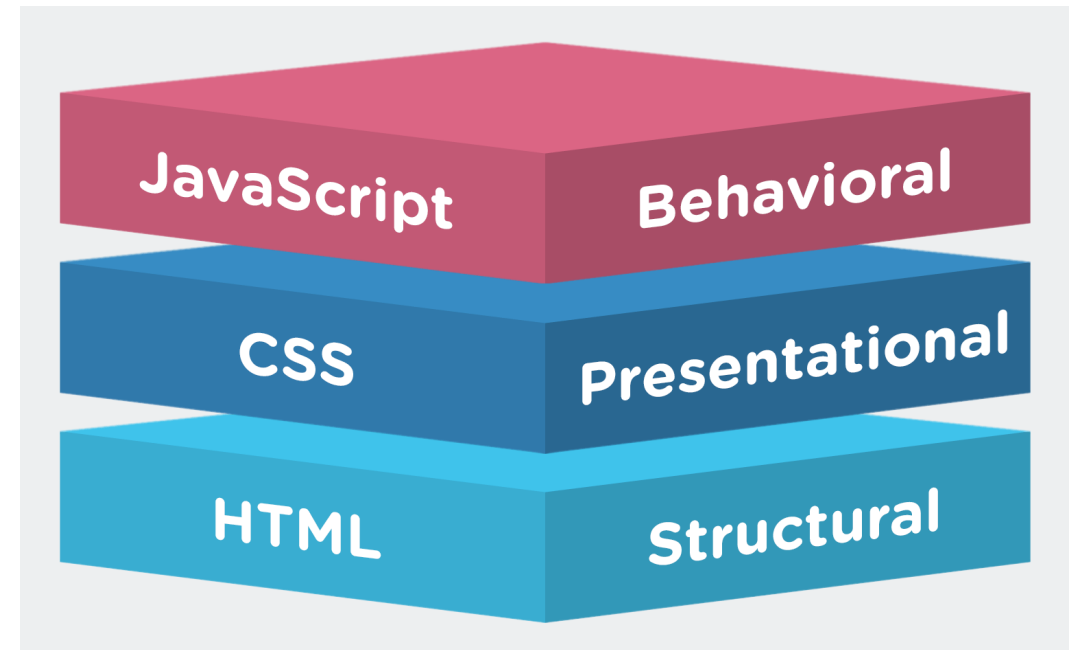 JavaScript
Behavioral
CSS
Presentational
HTML
Structural